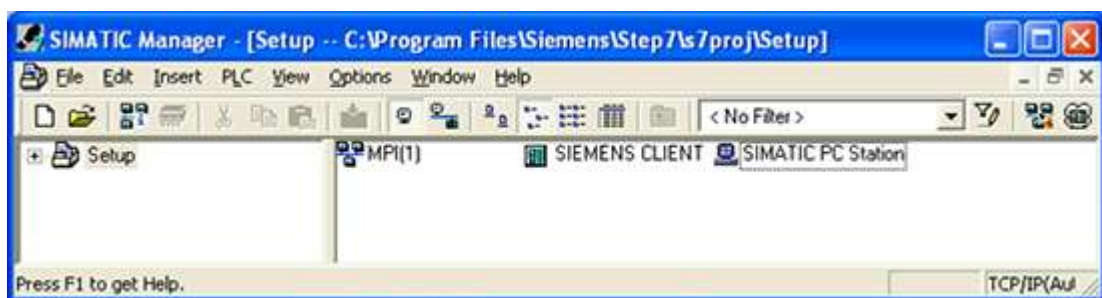 SIMATIC Manager - [Setup -- C:\Program Files\Siemens\Step7\s7proj\Setup]
File Edit Insert PLC View Options Window Help
< No Filter >
Setup MPI(1) SIEMENS CLIENT SIMATIC PC Station
Press F1 to get Help. TCP/IP(Au